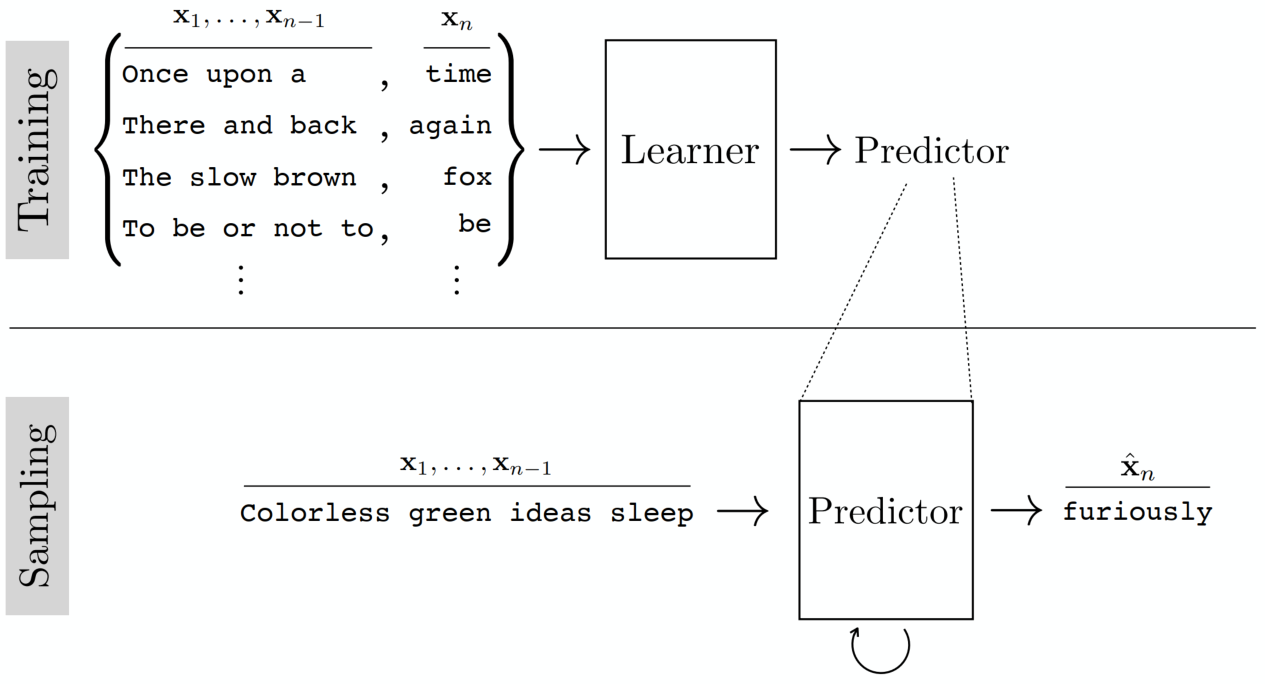 Training
x₁, . . . , xₙ₋₁ xₙ
Once upon a , time
There and back , again
The slow brown , fox
To be or not to, be
⋮ ⋮
Learner
Predictor
Sampling
x₁, . . . , xₙ₋₁
Colorless green ideas sleep
Predictor
x̂ₙ
furiously